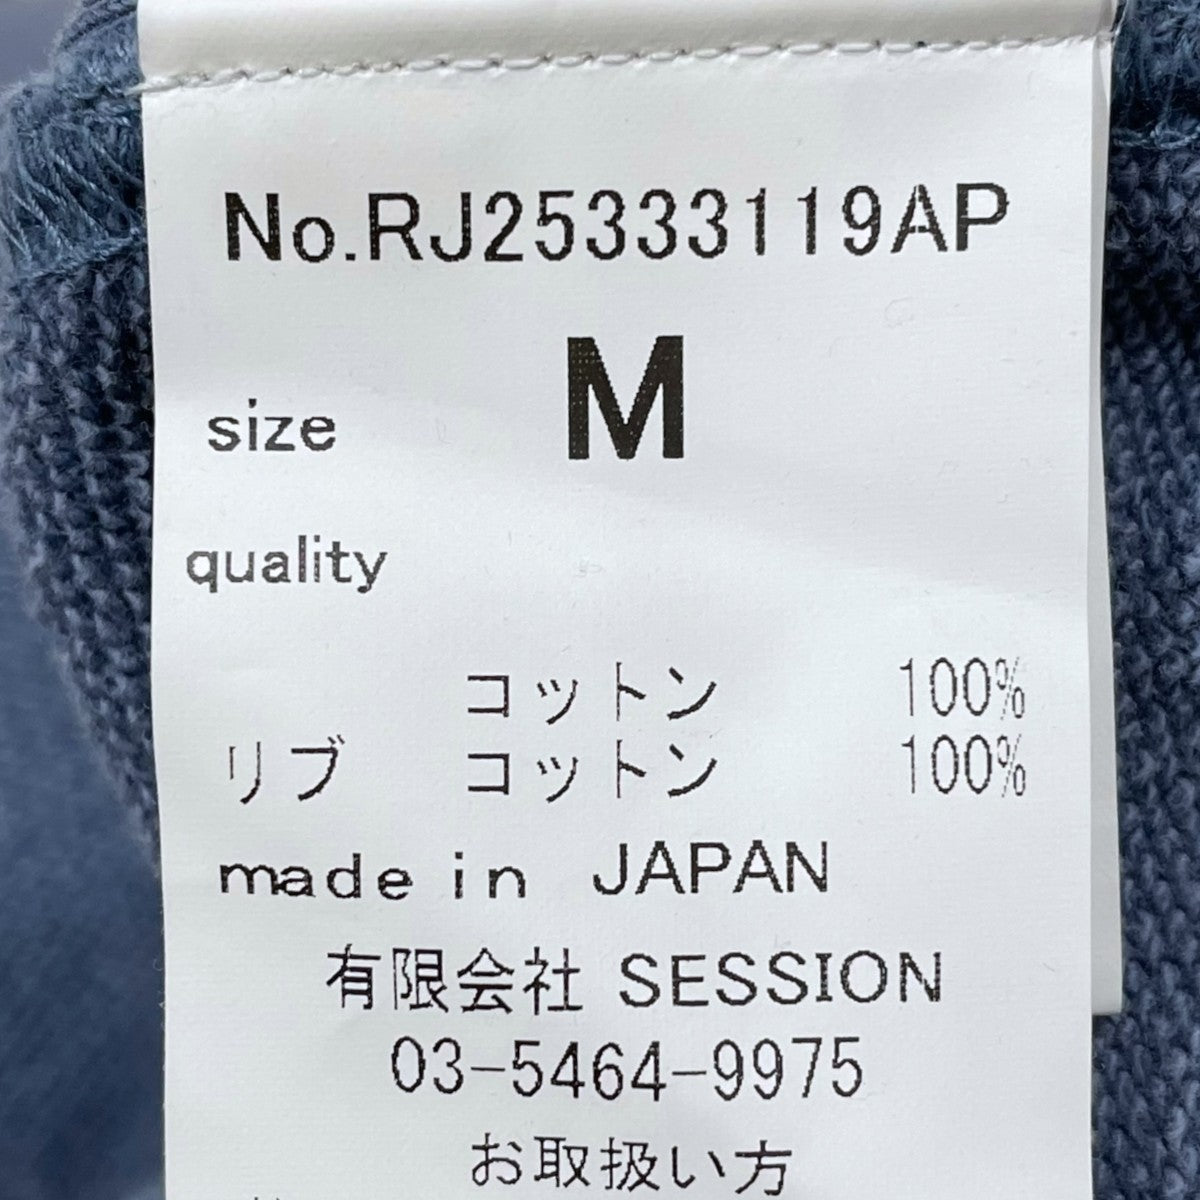 No.RJ25333119AP
size M
quality
コットン 100%
リブ コットン 100%
made in JAPAN
有限会社 SESSION
03-5464-9975
お取扱い方